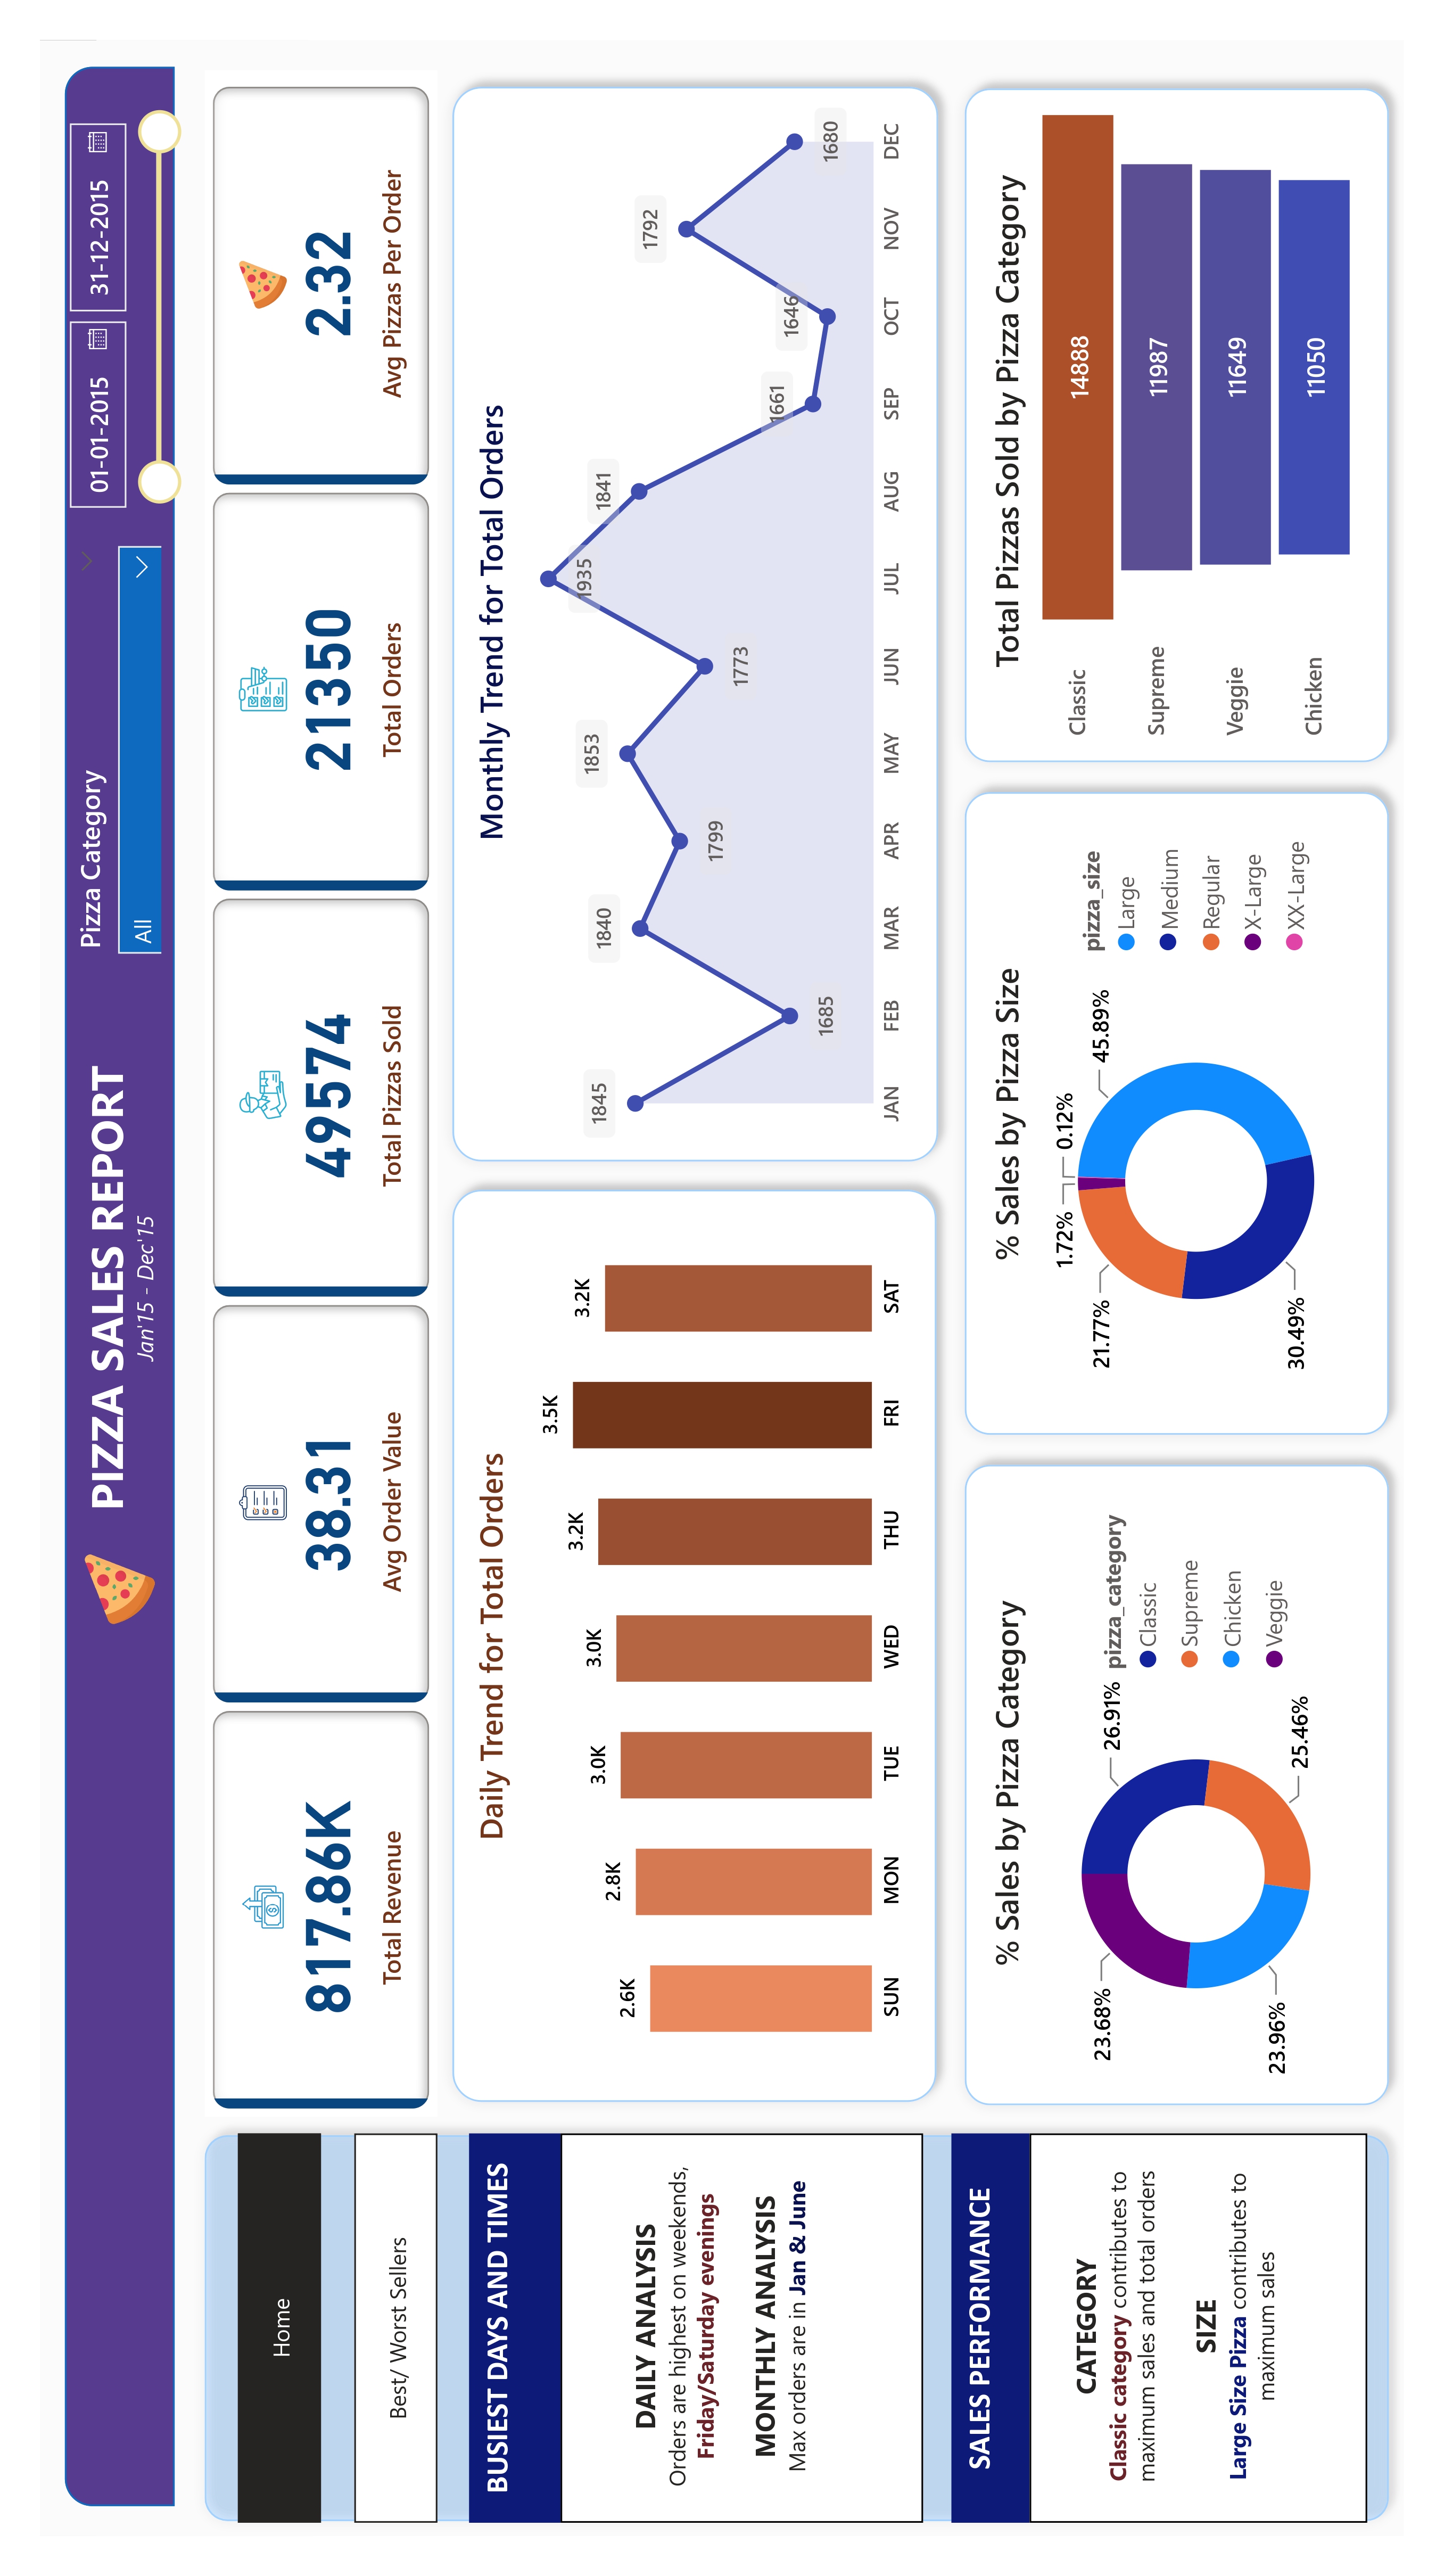 PIZZA SALES REPORT
Jan'15 - Dec'15
Pizza Category
All
01-01-2015
31-12-2015
Home
Best/ Worst Sellers
BUSIEST DAYS AND TIMES
DAILY ANALYSIS
Orders are highest on weekends,
Friday/Saturday evenings
MONTHLY ANALYSIS
Max orders are in Jan & June
SALES PERFORMANCE
CATEGORY
Classic category contributes to
maximum sales and total orders
SIZE
Large Size Pizza contributes to
maximum sales
817.86K
Total Revenue
38.31
Avg Order Value
49574
Total Pizzas Sold
21350
Total Orders
2.32
Avg Pizzas Per Order
Daily Trend for Total Orders
2.6K
2.8K
3.0K
3.0K
3.2K
3.5K
3.2K
SUN MON TUE WED THU FRI SAT
Monthly Trend for Total Orders
1845
1685
1840
1799
1853
1773
1935
1841
1661
1646
1792
1680
JAN FEB MAR APR MAY JUN JUL AUG SEP OCT NOV DEC
% Sales by Pizza Category
23.68%
26.91%
23.96%
25.46%
pizza_category
Classic
Supreme
Chicken
Veggie
% Sales by Pizza Size
1.72%
0.12%
21.77%
45.89%
30.49%
pizza_size
Large
Medium
Regular
X-Large
XX-Large
Total Pizzas Sold by Pizza Category
Classic 14888
Supreme 11987
Veggie 11649
Chicken 11050